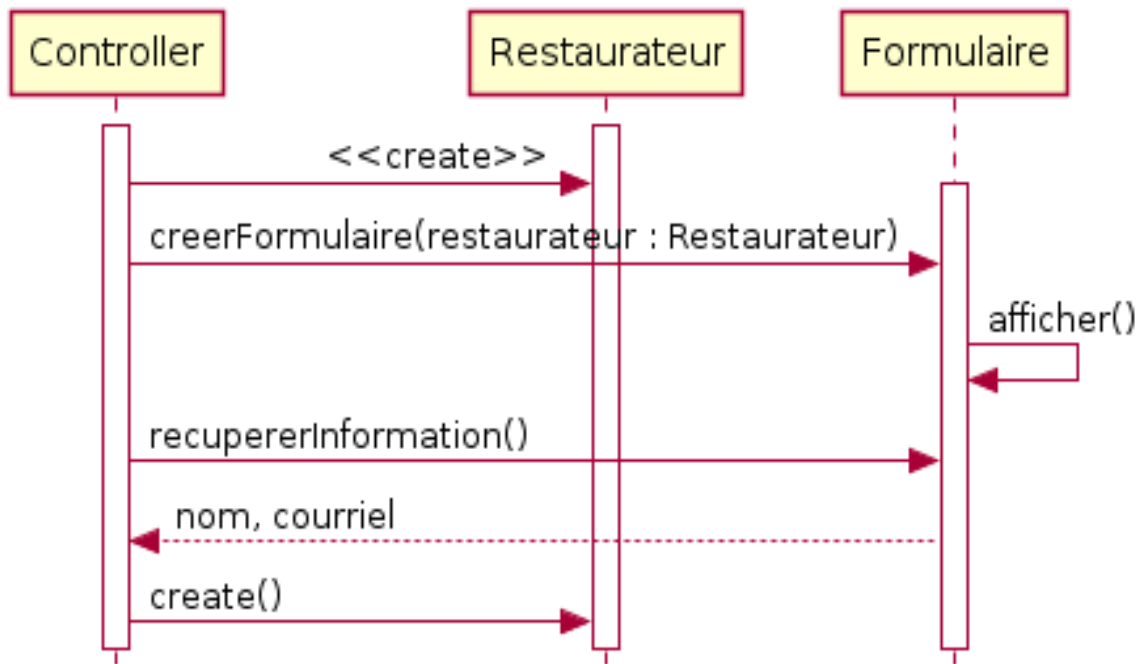 Controller
Restaurateur
Formulaire
<<create>>
creerFormulaire(restaurateur : Restaurateur)
afficher()
recupererInformation()
nom, courriel
create()